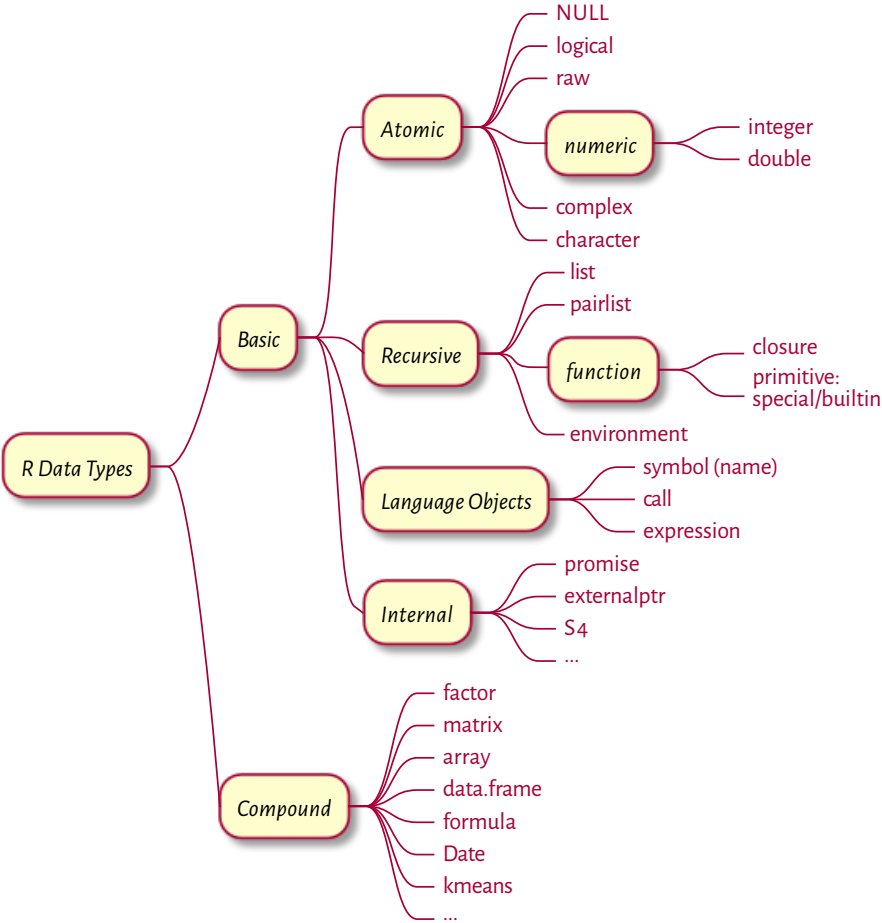 R Data Types
Basic
Atomic
NULL
logical
raw
numeric
integer
double
complex
character
Recursive
list
pairlist
function
closure
primitive:
special/builtin
environment
Language Objects
symbol (name)
call
expression
Internal
promise
externalptr
S4
...
Compound
factor
matrix
array
data.frame
formula
Date
kmeans
...